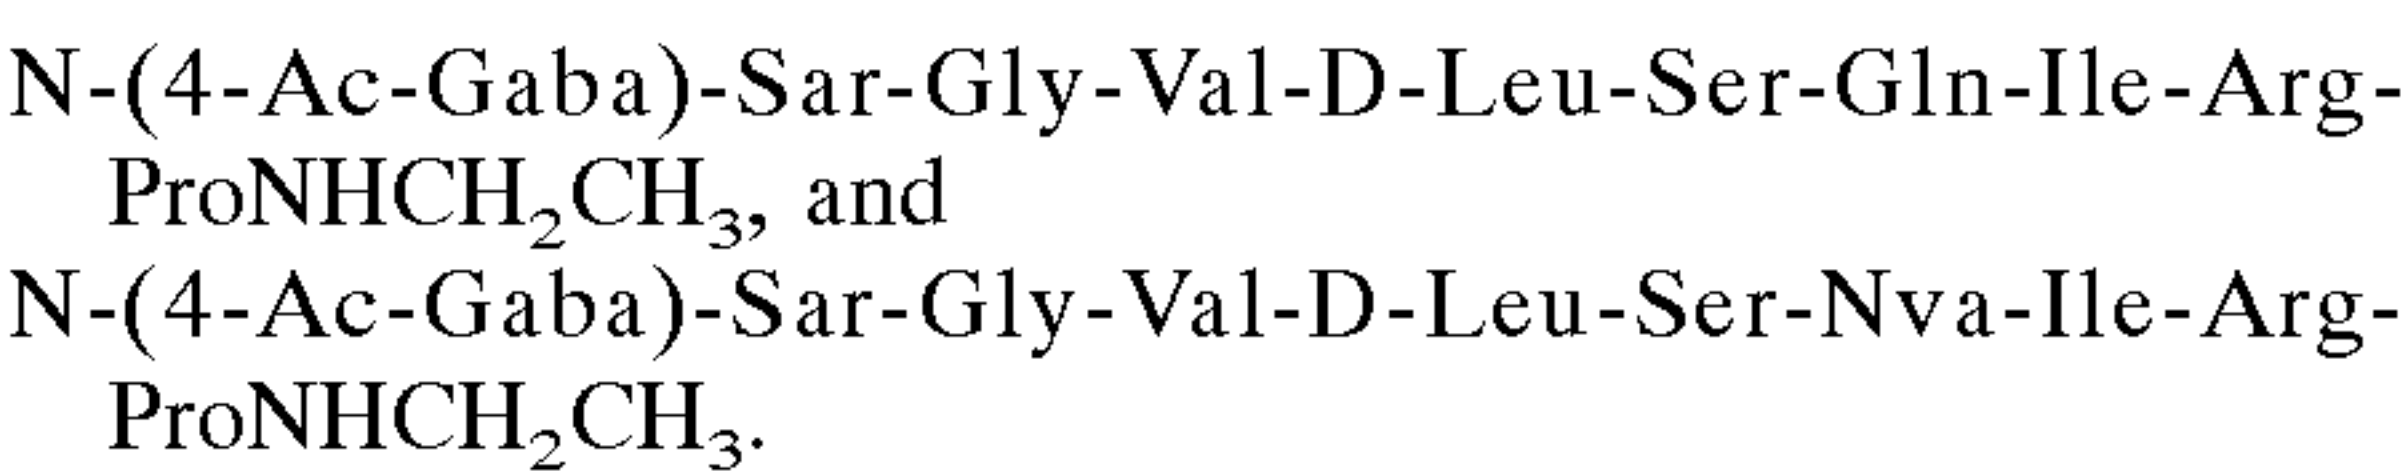 N-(4-Ac-Gaba)-Sar-Gly-Val-D-Leu-Ser-Gln-Ile-Arg-
ProNHCH₂CH₃, and
N-(4-Ac-Gaba)-Sar-Gly-Val-D-Leu-Ser-Nva-Ile-Arg-
ProNHCH₂CH₃.